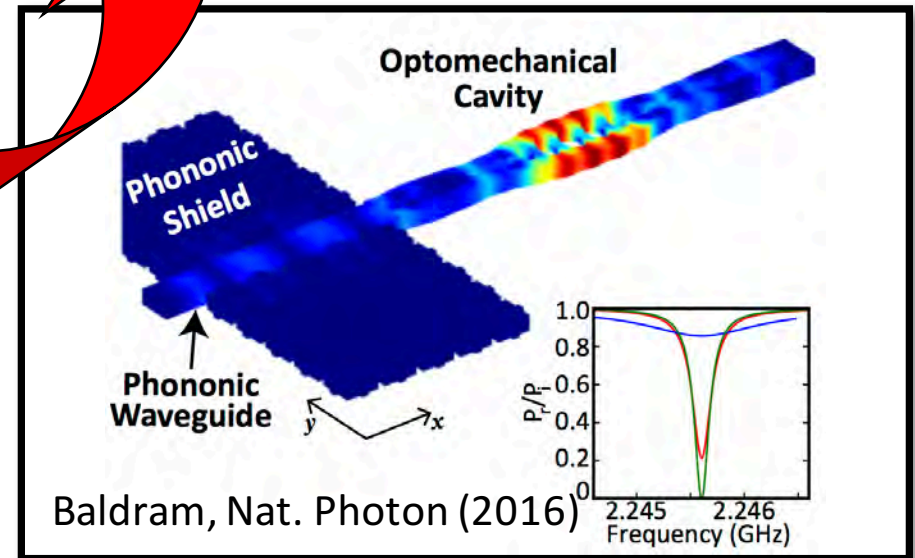 Optomechanical
Cavity
Phononic
Shield
Phononic
Waveguide
y
x
1.0
0.8
0.6
0.4
0.2
0
Pr/Pi
2.245 2.246
Frequency (GHz)
Baldram, Nat. Photon (2016)